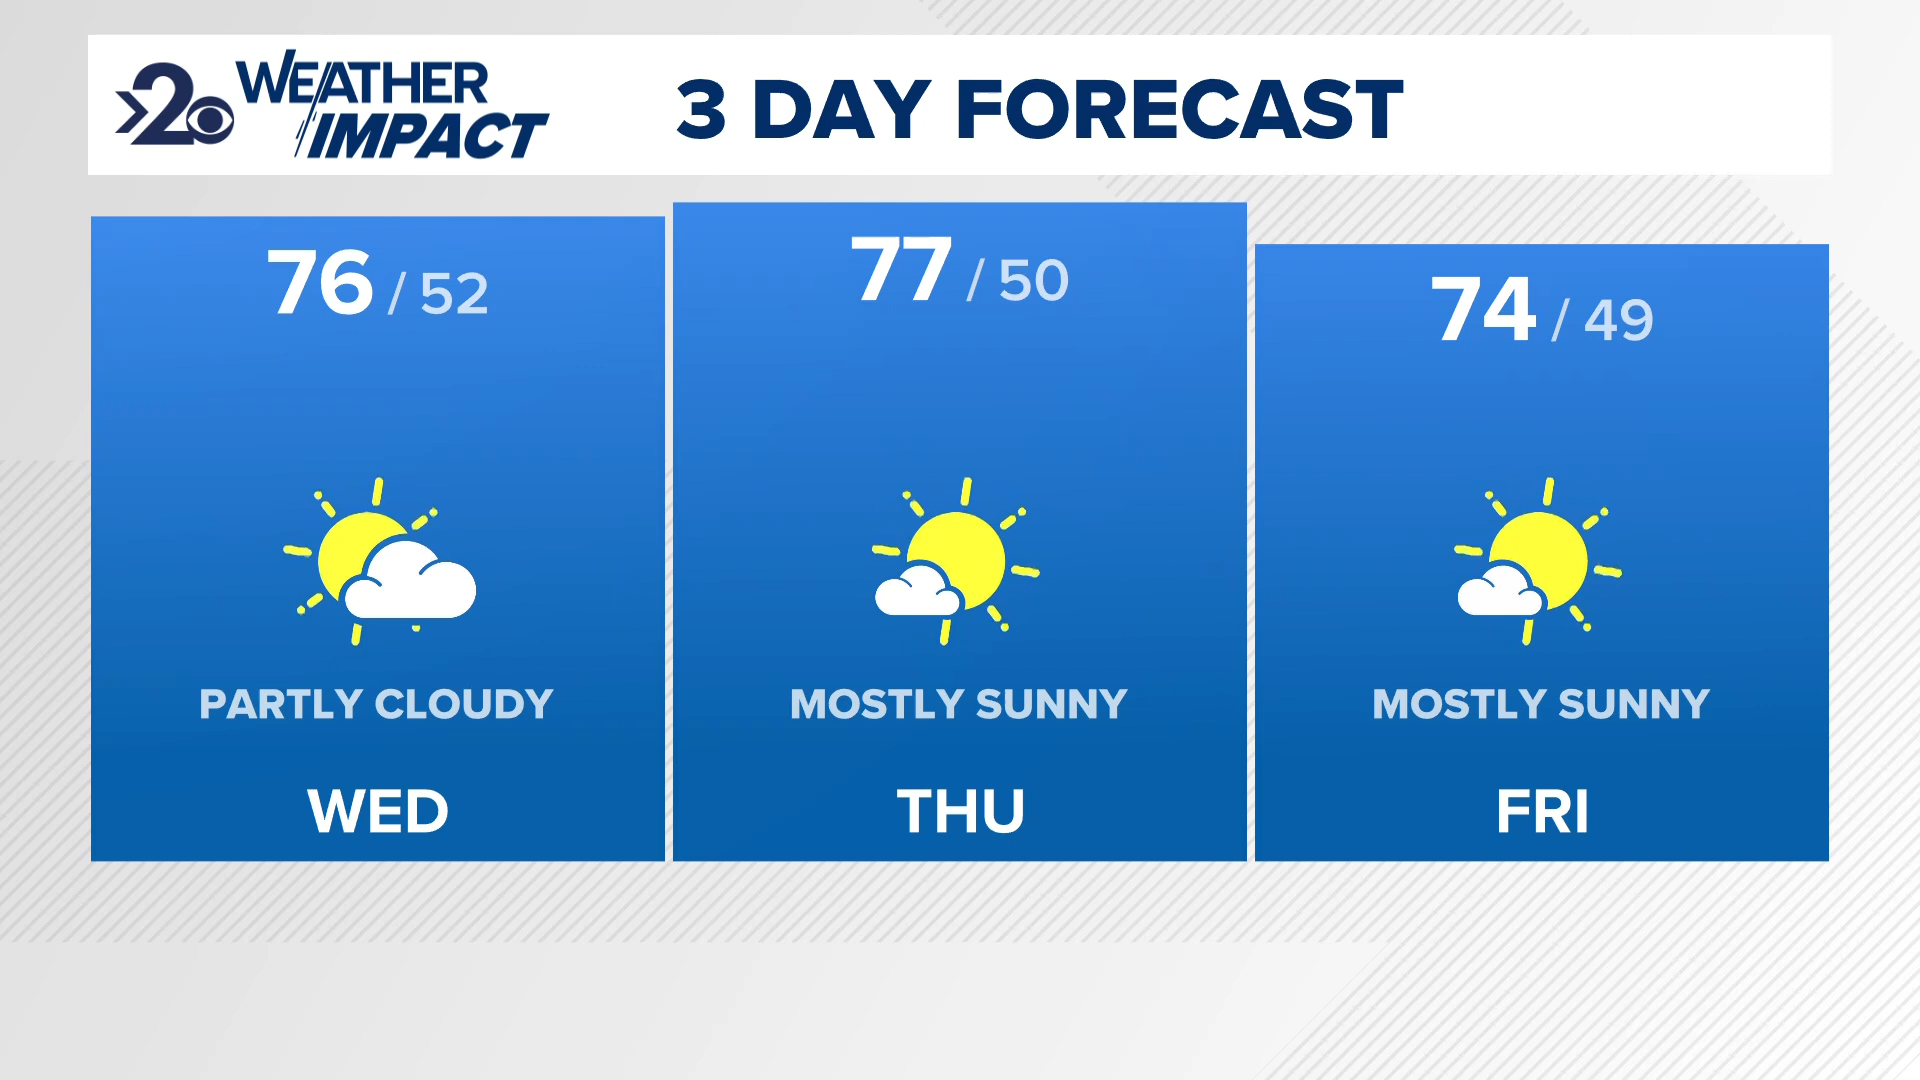 2 WEATHER
IMPACT
3 DAY FORECAST
76 / 52
PARTLY CLOUDY
WED
77 / 50
MOSTLY SUNNY
THU
74 / 49
MOSTLY SUNNY
FRI